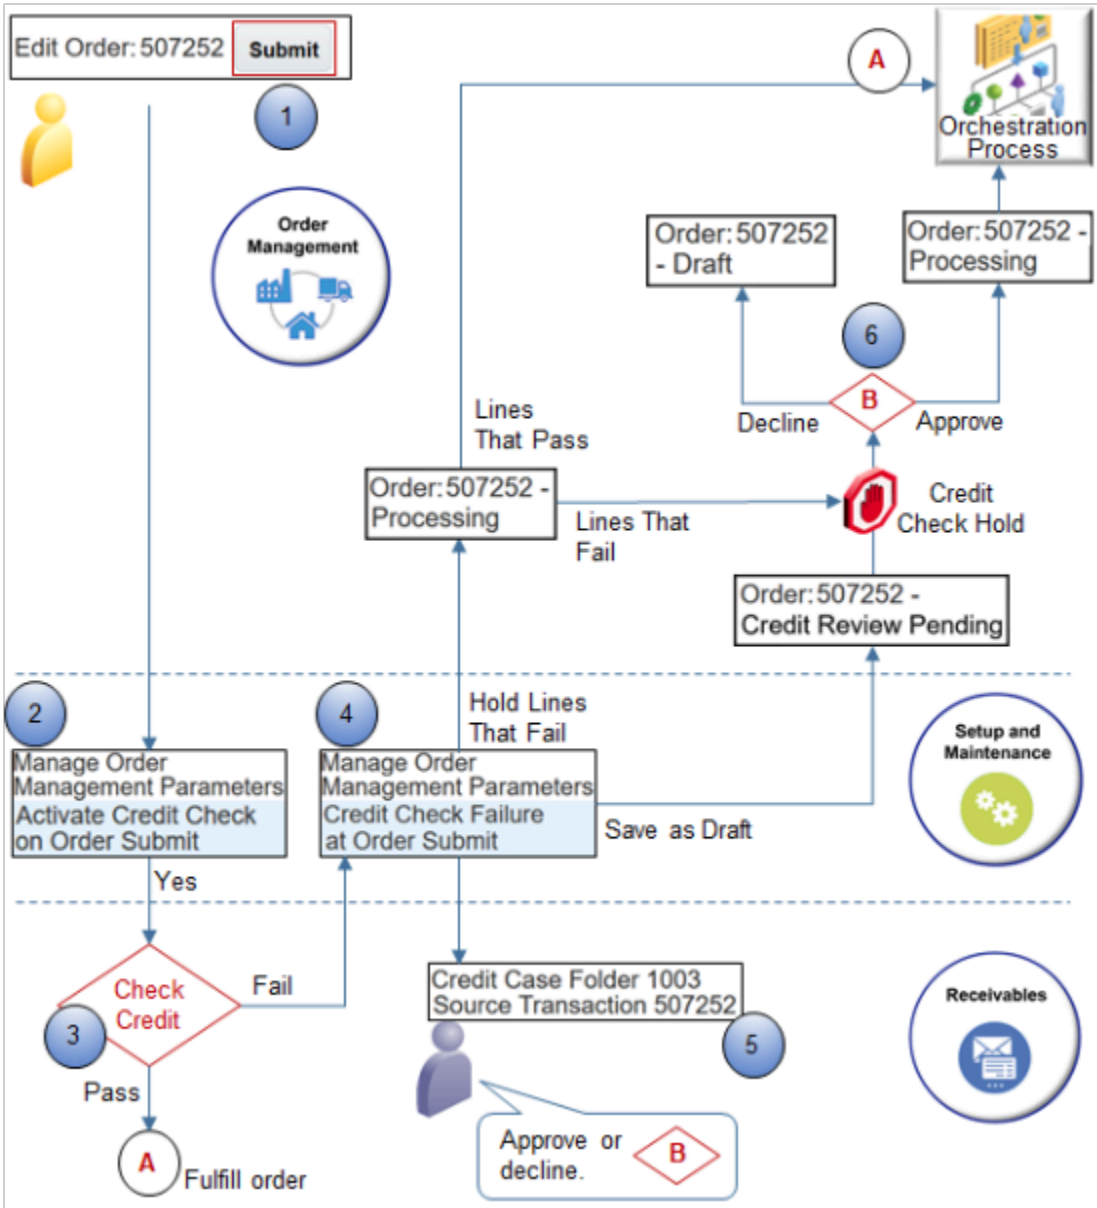 Edit Order: 507252
Submit
1
A
Orchestration
Process
Order
Management
Order: 507252
- Draft
Order: 507252 -
Processing
6
B
Decline
Approve
Lines
That Pass
Order: 507252 -
Processing
Lines That
Fail
Credit
Check Hold
Order: 507252 -
Credit Review Pending
2
4
Hold Lines
That Fail
Setup and
Maintenance
Manage Order
Management Parameters
Activate Credit Check
on Order Submit
Manage Order
Management Parameters
Credit Check Failure
at Order Submit
Save as Draft
Yes
Check
Credit
3
Fail
Pass
A
Fulfill order
Credit Case Folder 1003
Source Transaction 507252
5
Receivables
Approve or
decline.
B